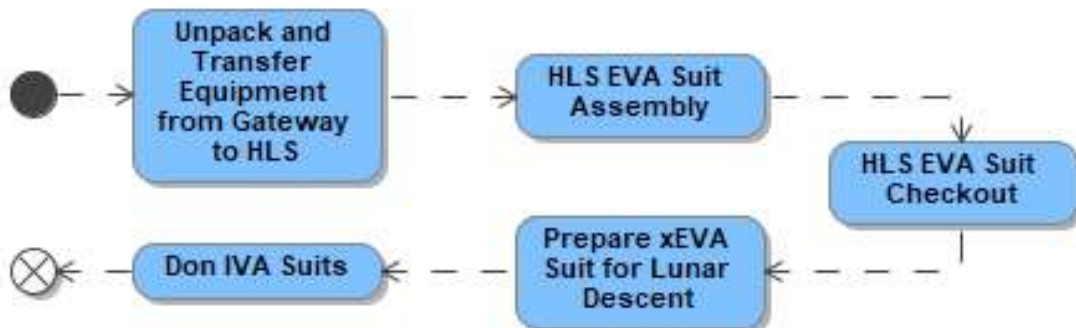 Unpack and
Transfer
Equipment
from Gateway
to HLS
HLS EVA Suit
Assembly
HLS EVA Suit
Checkout
Prepare xEVA
Suit for Lunar
Descent
Don IVA Suits